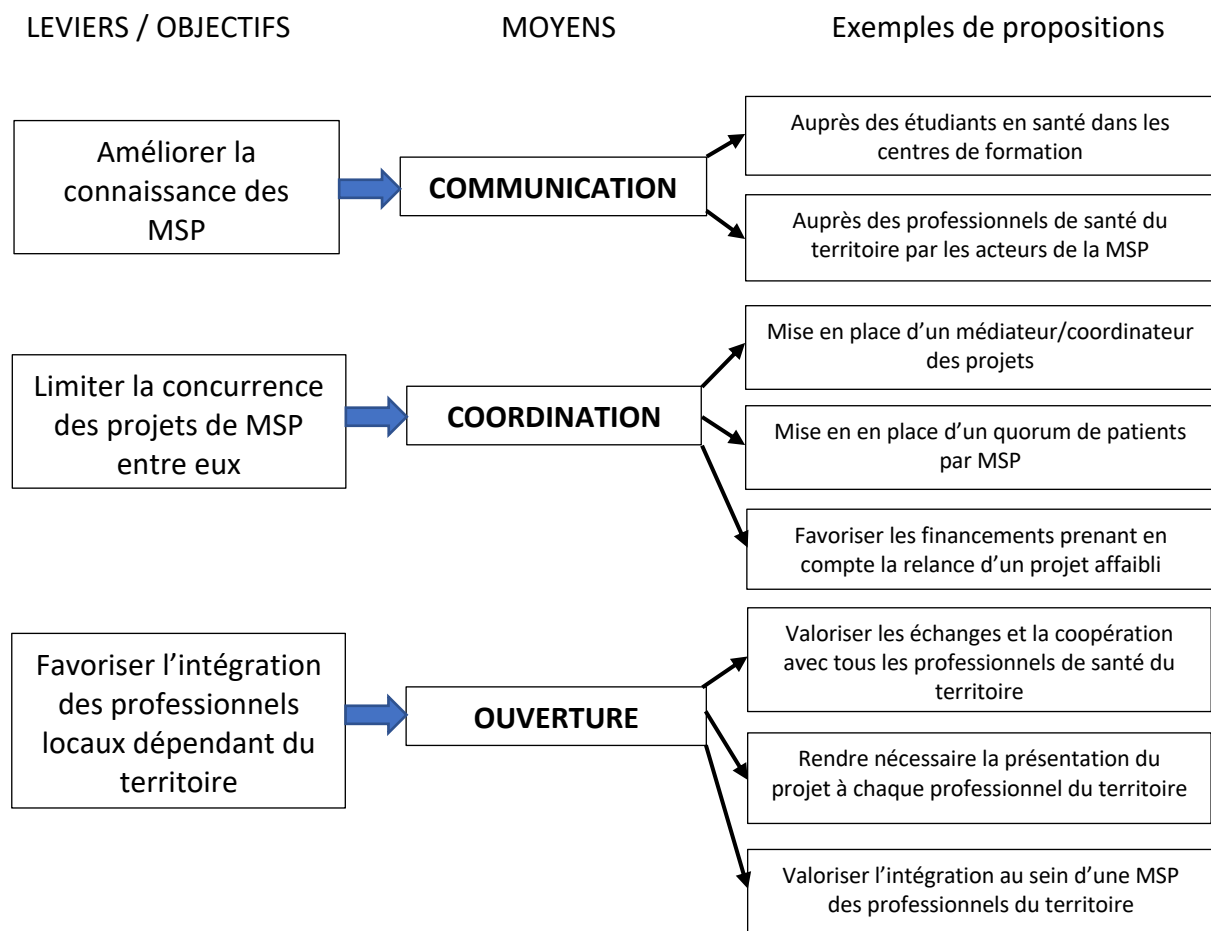 LEVIERS / OBJECTIFS
MOYENS
Exemples de propositions
Améliorer la
connaissance des
MSP
COMMUNICATION
Auprès des étudiants en santé dans les
centres de formation
Auprès des professionnels de santé du
territoire par les acteurs de la MSP
Limiter la concurrence
des projets de MSP
entre eux
COORDINATION
Mise en place d’un médiateur/coordinateur
des projets
Mise en en place d’un quorum de patients
par MSP
Favoriser les financements prenant en
compte la relance d’un projet affaibli
Favoriser l’intégration
des professionnels
locaux dépendant du
territoire
OUVERTURE
Valoriser les échanges et la coopération
avec tous les professionnels de santé du
territoire
Rendre nécessaire la présentation du
projet à chaque professionnel du territoire
Valoriser l’intégration au sein d’une MSP
des professionnels du territoire